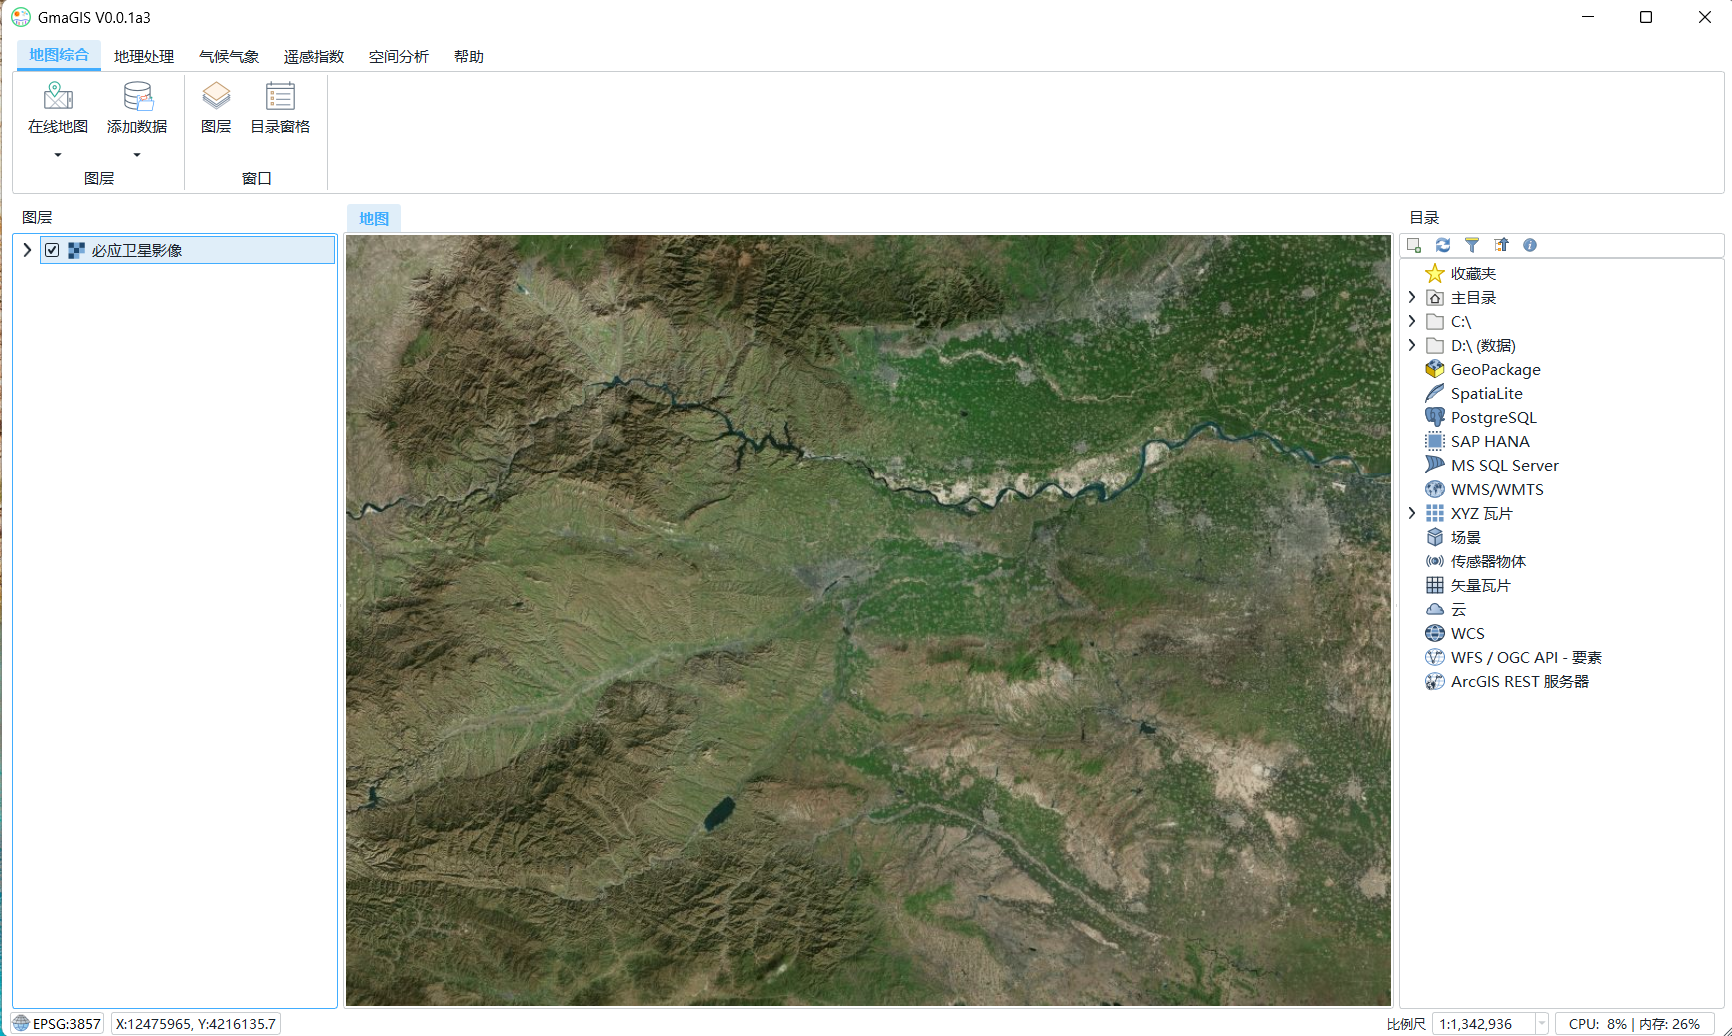 GmaGIS V0.0.1a3
地图综合 地理处理 气候气象 遥感指数 空间分析 帮助
在线地图 添加数据 图层 目录窗格
图层 窗口
图层
必应卫星影像
地图
目录
收藏夹
主目录
C:\
D:\ (数据)
GeoPackage
SpatiaLite
PostgreSQL
SAP HANA
MS SQL Server
WMS/WMTS
XYZ 瓦片
场景
传感器物体
矢量瓦片
云
WCS
WFS / OGC API - 要素
ArcGIS REST 服务器
EPSG:3857 X:12475965, Y:4216135.7 比例尺 1:1,342,936 CPU: 8% | 内存: 26%